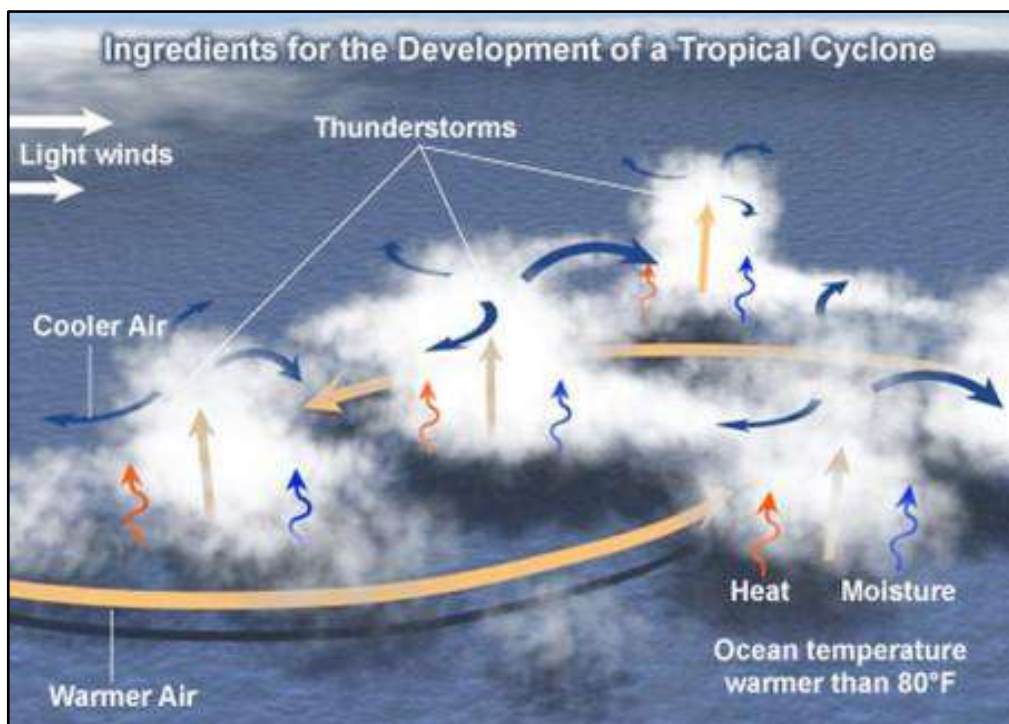 Ingredients for the Development of a Tropical Cyclone
Thunderstorms
Light winds
Cooler Air
Heat
Moisture
Ocean temperature
warmer than 80°F
Warmer Air